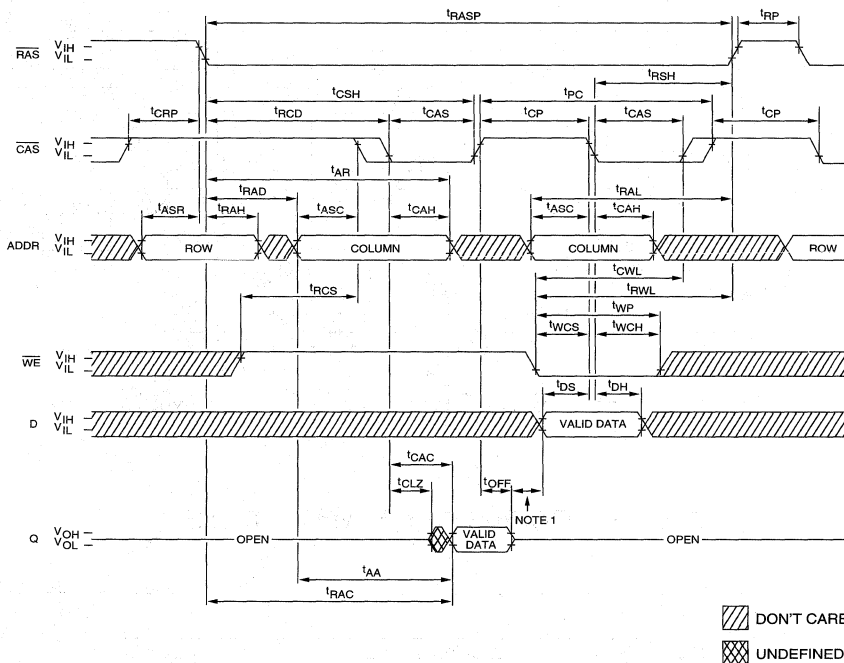 tRASP
tRP
RAS VIH
VIL
tRSH
tCSH
tPC
tCRP
tRCD
tCAS
tCP
tCAS
tCP
CAS VIH
VIL
tAR
tRAD
tRAL
tASR
tRAH
tASC
tCAH
tASC
tCAH
ADDR VIH
VIL
ROW
COLUMN
COLUMN
ROW
tCWL
tRCS
tRWL
tWP
tWCS
tWCH
WE VIH
VIL
tDS
tDH
D VIH
VIL
VALID DATA
tCAC
tCLZ
tOFF
NOTE 1
Q VOH
VOL
OPEN
VALID
DATA
OPEN
tAA
tRAC
DON'T CARE
UNDEFINED